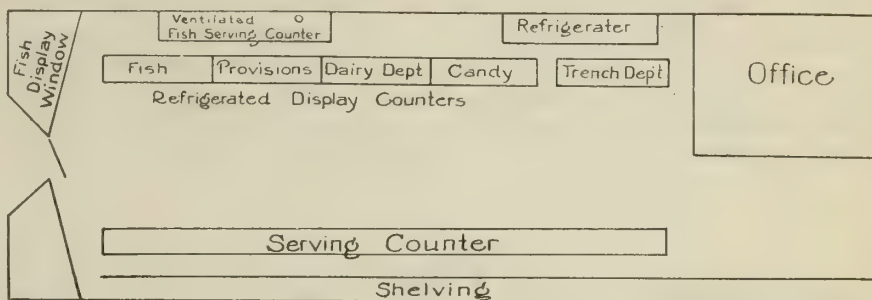 Ventilated
Fish Serving Counter
Refrigerater
Fish
Display
Window
Fish
Provisions
Dairy Dept
Candy
Trench Dept
Office
Refrigerated Display Counters
Serving Counter
Shelving